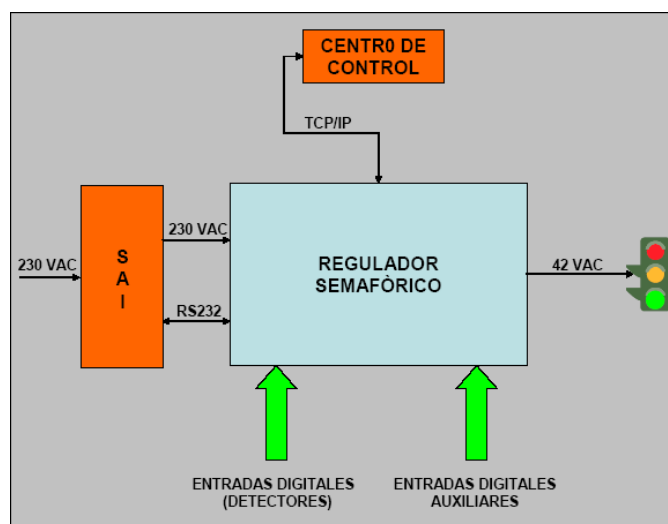 CENTR0 DE
CONTROL
TCP/IP
230 VAC
230 VAC
S
A
I
RS232
REGULADOR
SEMAFÒRICO
42 VAC
ENTRADAS DIGITALES
(DETECTORES)
ENTRADAS DIGITALES
AUXILIARES